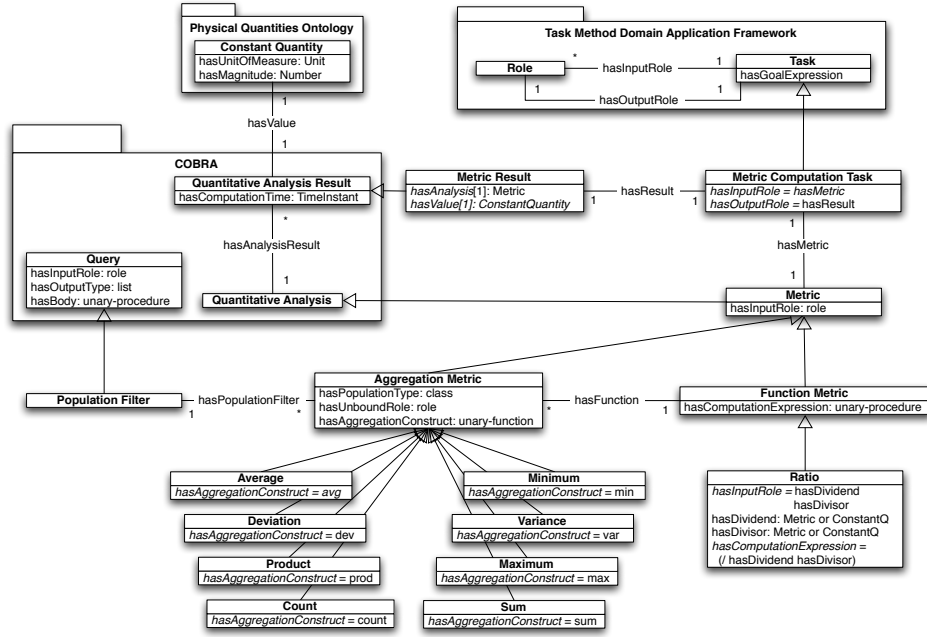 Physical Quantities Ontology
Constant Quantity
hasUnitOfMeasure: Unit
hasMagnitude: Number
1
hasValue
1
Task Method Domain Application Framework
Role
*
hasInputRole
1
Task
hasGoalExpression
1
hasOutputRole
1
COBRA
Quantitative Analysis Result
hasComputationTime: TimeInstant
*
hasAnalysisResult
1
Quantitative Analysis
Query
hasInputRole: role
hasOutputType: list
hasBody: unary-procedure
Metric Result
hasAnalysis[1]: Metric
hasValue[1]: ConstantQuantity
1
hasResult
1
Metric Computation Task
hasInputRole = hasMetric
hasOutputRole = hasResult
1
hasMetric
1
Metric
hasInputRole: role
Population Filter
1
hasPopulationFilter
*
Aggregation Metric
hasPopulationType: class
hasUnboundRole: role
hasAggregationConstruct: unary-function
*
hasFunction
1
Function Metric
hasComputationExpression: unary-procedure
Average
hasAggregationConstruct = avg
Minimum
hasAggregationConstruct = min
Deviation
hasAggregationConstruct = dev
Variance
hasAggregationConstruct = var
Product
hasAggregationConstruct = prod
Maximum
hasAggregationConstruct = max
Count
hasAggregationConstruct = count
Sum
hasAggregationConstruct = sum
Ratio
hasInputRole = hasDividend
hasDivisor
hasDividend: Metric or ConstantQ
hasDivisor: Metric or ConstantQ
hasComputationExpression =
(/ hasDividend hasDivisor)